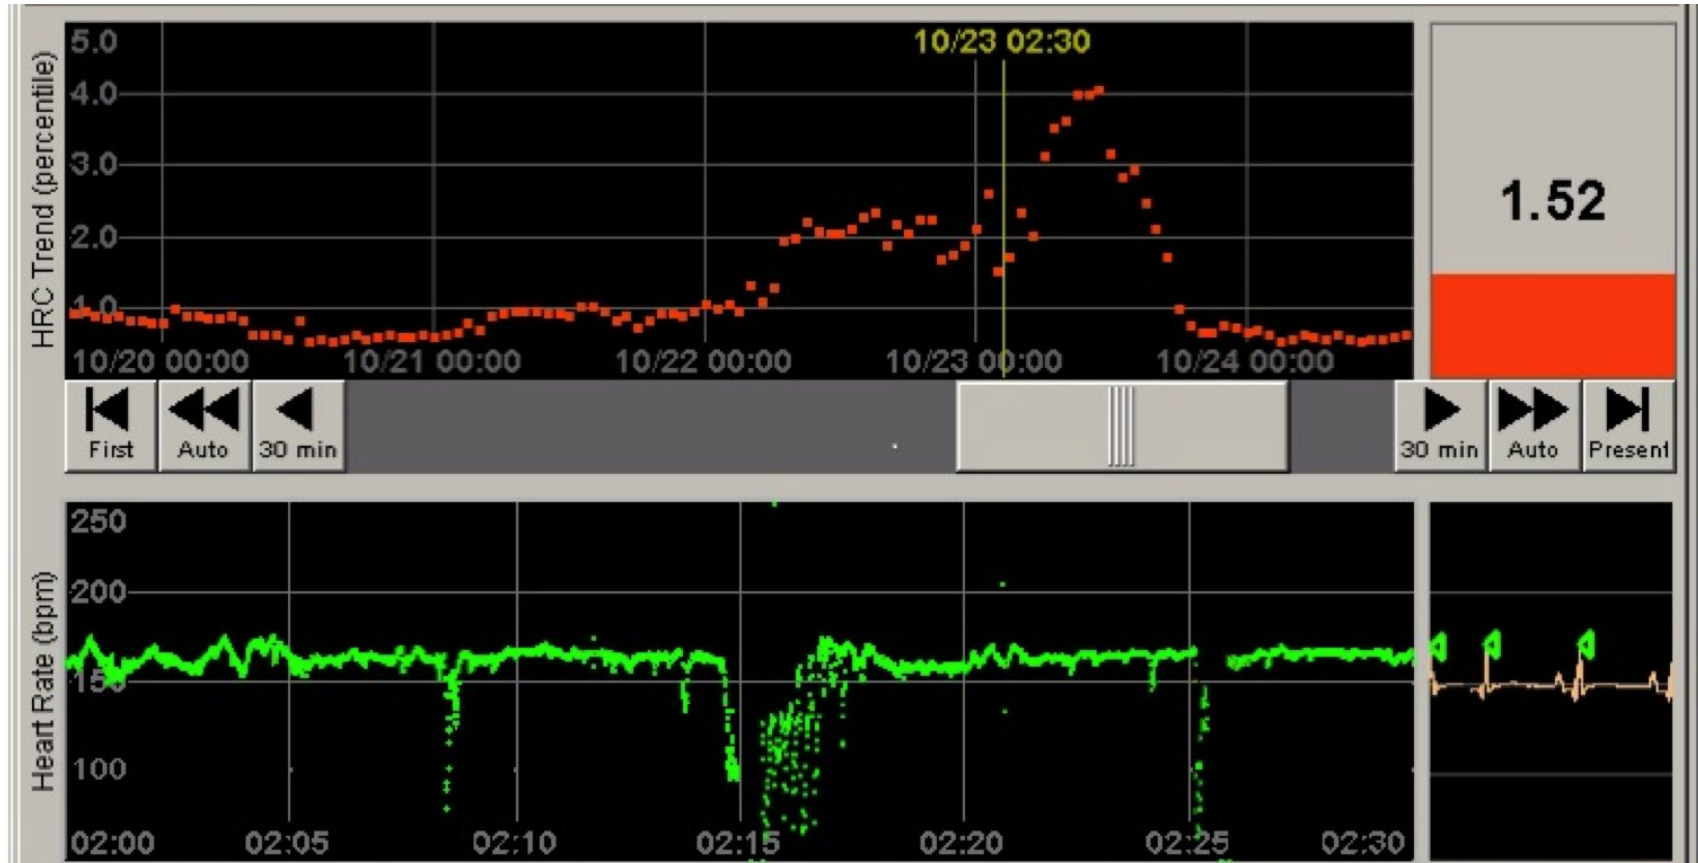 HRC Trend (percentile)
5.0
10/23 02:30
4.0
3.0
2.0
1.0
10/20 00:00
10/21 00:00
10/22 00:00
10/23 00:00
10/24 00:00
1.52
First
Auto
30 min
30 min
Auto
Present
Heart Rate (bpm)
250
200
150
100
02:00
02:05
02:10
02:15
02:20
02:25
02:30